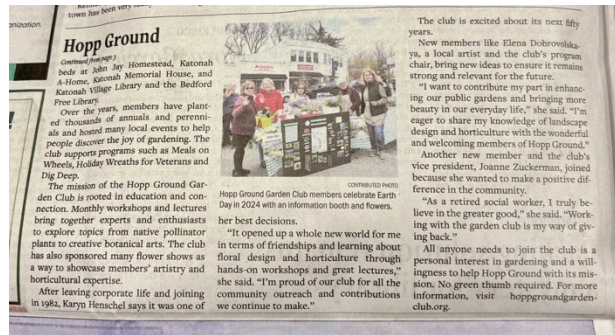 town has been very
onization.
Hopp Ground
Continued from page 3
beds at John Jay Homestead, Katonah
A-Home, Katonah Memorial House, and
Katonah Village Library and the Bedford
Free Library.
Over the years, members have plant-
ed thousands of annuals and perenni-
als and hosted many local events to help
people discover the joy of gardening. The
club supports programs such as Meals on
Wheels, Holiday Wreaths for Veterans and
Dig Deep.
The mission of the Hopp Ground Gar-
den Club is rooted in education and con-
nection. Monthly workshops and lectures
bring together experts and enthusiasts
to explore topics from native pollinator
plants to creative botanical arts. The club
has also sponsored many flower shows as
a way to showcase members' artistry and
horticultural expertise.
After leaving corporate life and joining
in 1982, Karyn Henschel says it was one of
CONTRIBUTED PHOTO
Hopp Ground Garden Club members celebrate Earth
Day in 2024 with an information booth and flowers.
her best decisions.
"It opened up a whole new world for me
in terms of friendships and learning about
floral design and horticulture through
hands-on workshops and great lectures,"
she said. "I'm proud of our club for all the
community outreach and contributions
we continue to make."
The club is excited about its next fifty
years.
New members like Elena Dobrovolska-
ya, a local artist and the club's program
chair, bring new ideas to ensure it remains
strong and relevant for the future.
"I want to contribute my part in enhanc-
ing our public gardens and bringing more
beauty in our everyday life," she said. "I'm
eager to share my knowledge of landscape
design and horticulture with the wonderful
and welcoming members of Hopp Ground."
Another new member and the club's
vice president, Joanne Zuckerman, joined
because she wanted to make a positive dif-
ference in the community.
"As a retired social worker, I truly be-
lieve in the greater good," she said. "Work-
ing with the garden club is my way of giv-
ing back."
All anyone needs to join the club is a
personal interest in gardening and a will-
ingness to help Hopp Ground with its mis-
sion. No green thumb required. For more
information, visit hoppgroundgarden-
club.org.